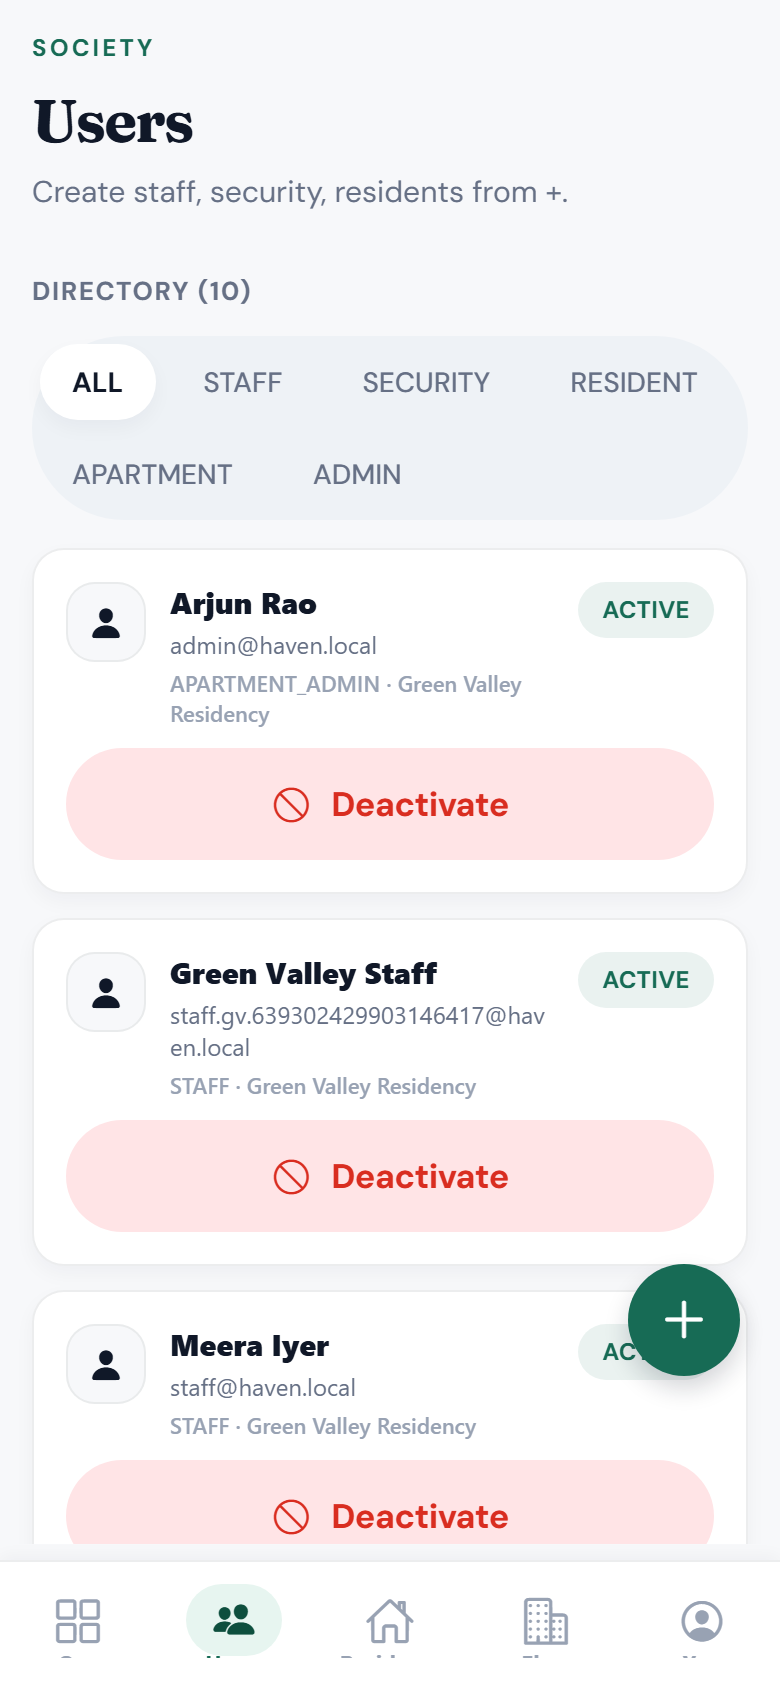 SOCIETY
Users
Create staff, security, residents from +.
DIRECTORY (10)
ALL STAFF SECURITY RESIDENT
APARTMENT ADMIN
Arjun Rao
ACTIVE
admin@haven.local
APARTMENT_ADMIN · Green Valley
Residency
Deactivate
Green Valley Staff
ACTIVE
staff.gv.639302429903146417@hav
en.local
STAFF · Green Valley Residency
Deactivate
Meera Iyer
staff@haven.local
STAFF · Green Valley Residency
Deactivate